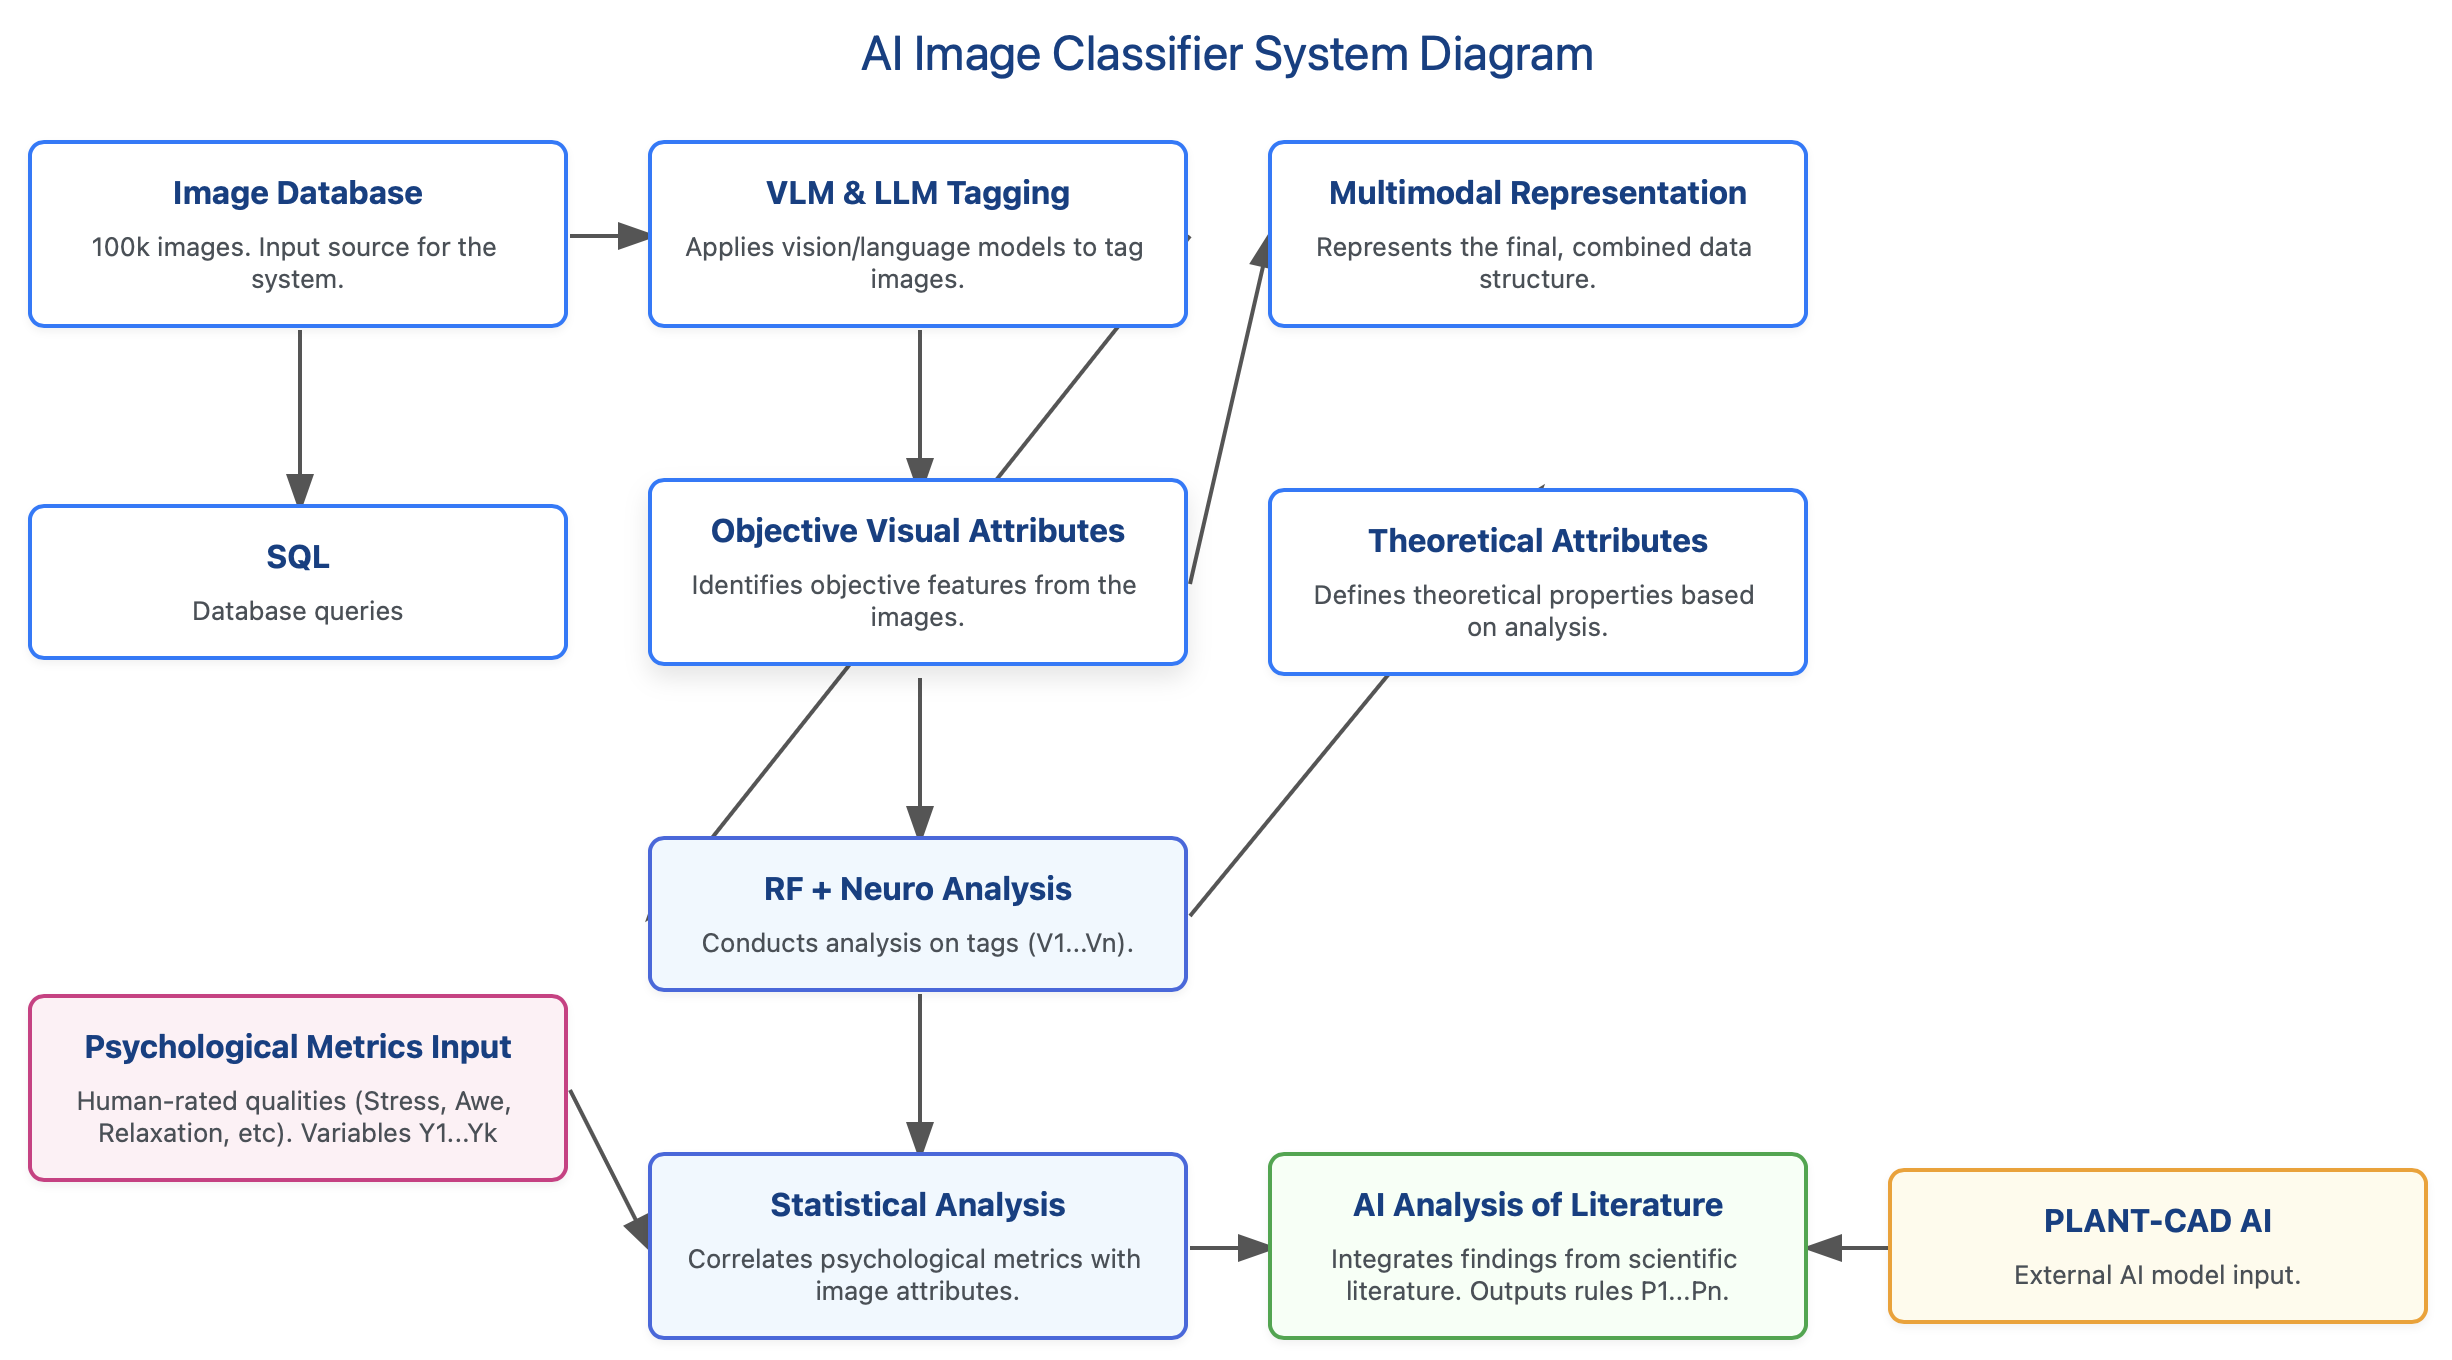 AI Image Classifier System Diagram
Image Database
100k images. Input source for the
system.
VLM & LLM Tagging
Applies vision/language models to tag
images.
Multimodal Representation
Represents the final, combined data
structure.
SQL
Database queries
Objective Visual Attributes
Identifies objective features from the
images.
Theoretical Attributes
Defines theoretical properties based
on analysis.
RF + Neuro Analysis
Conducts analysis on tags (V1...Vn).
Psychological Metrics Input
Human-rated qualities (Stress, Awe,
Relaxation, etc). Variables Y1...Yk
Statistical Analysis
Correlates psychological metrics with
image attributes.
AI Analysis of Literature
Integrates findings from scientific
literature. Outputs rules P1...Pn.
PLANT-CAD AI
External AI model input.